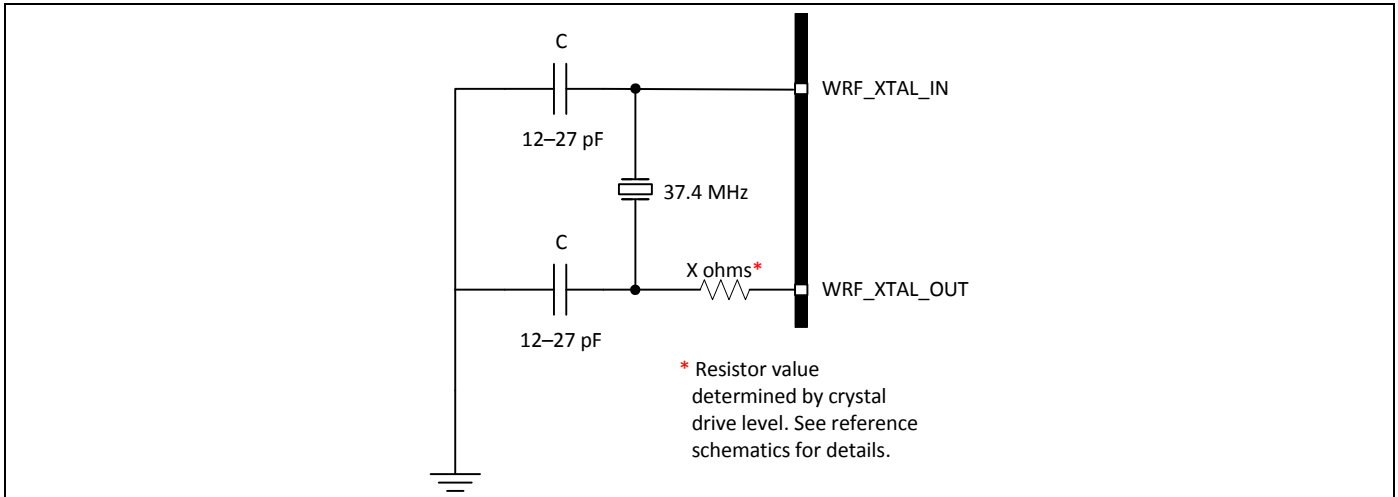 C
WRF_XTAL_IN
12–27 pF
37.4 MHz
C
X ohms*
WRF_XTAL_OUT
12–27 pF
* Resistor value
determined by crystal
drive level. See reference
schematics for details.